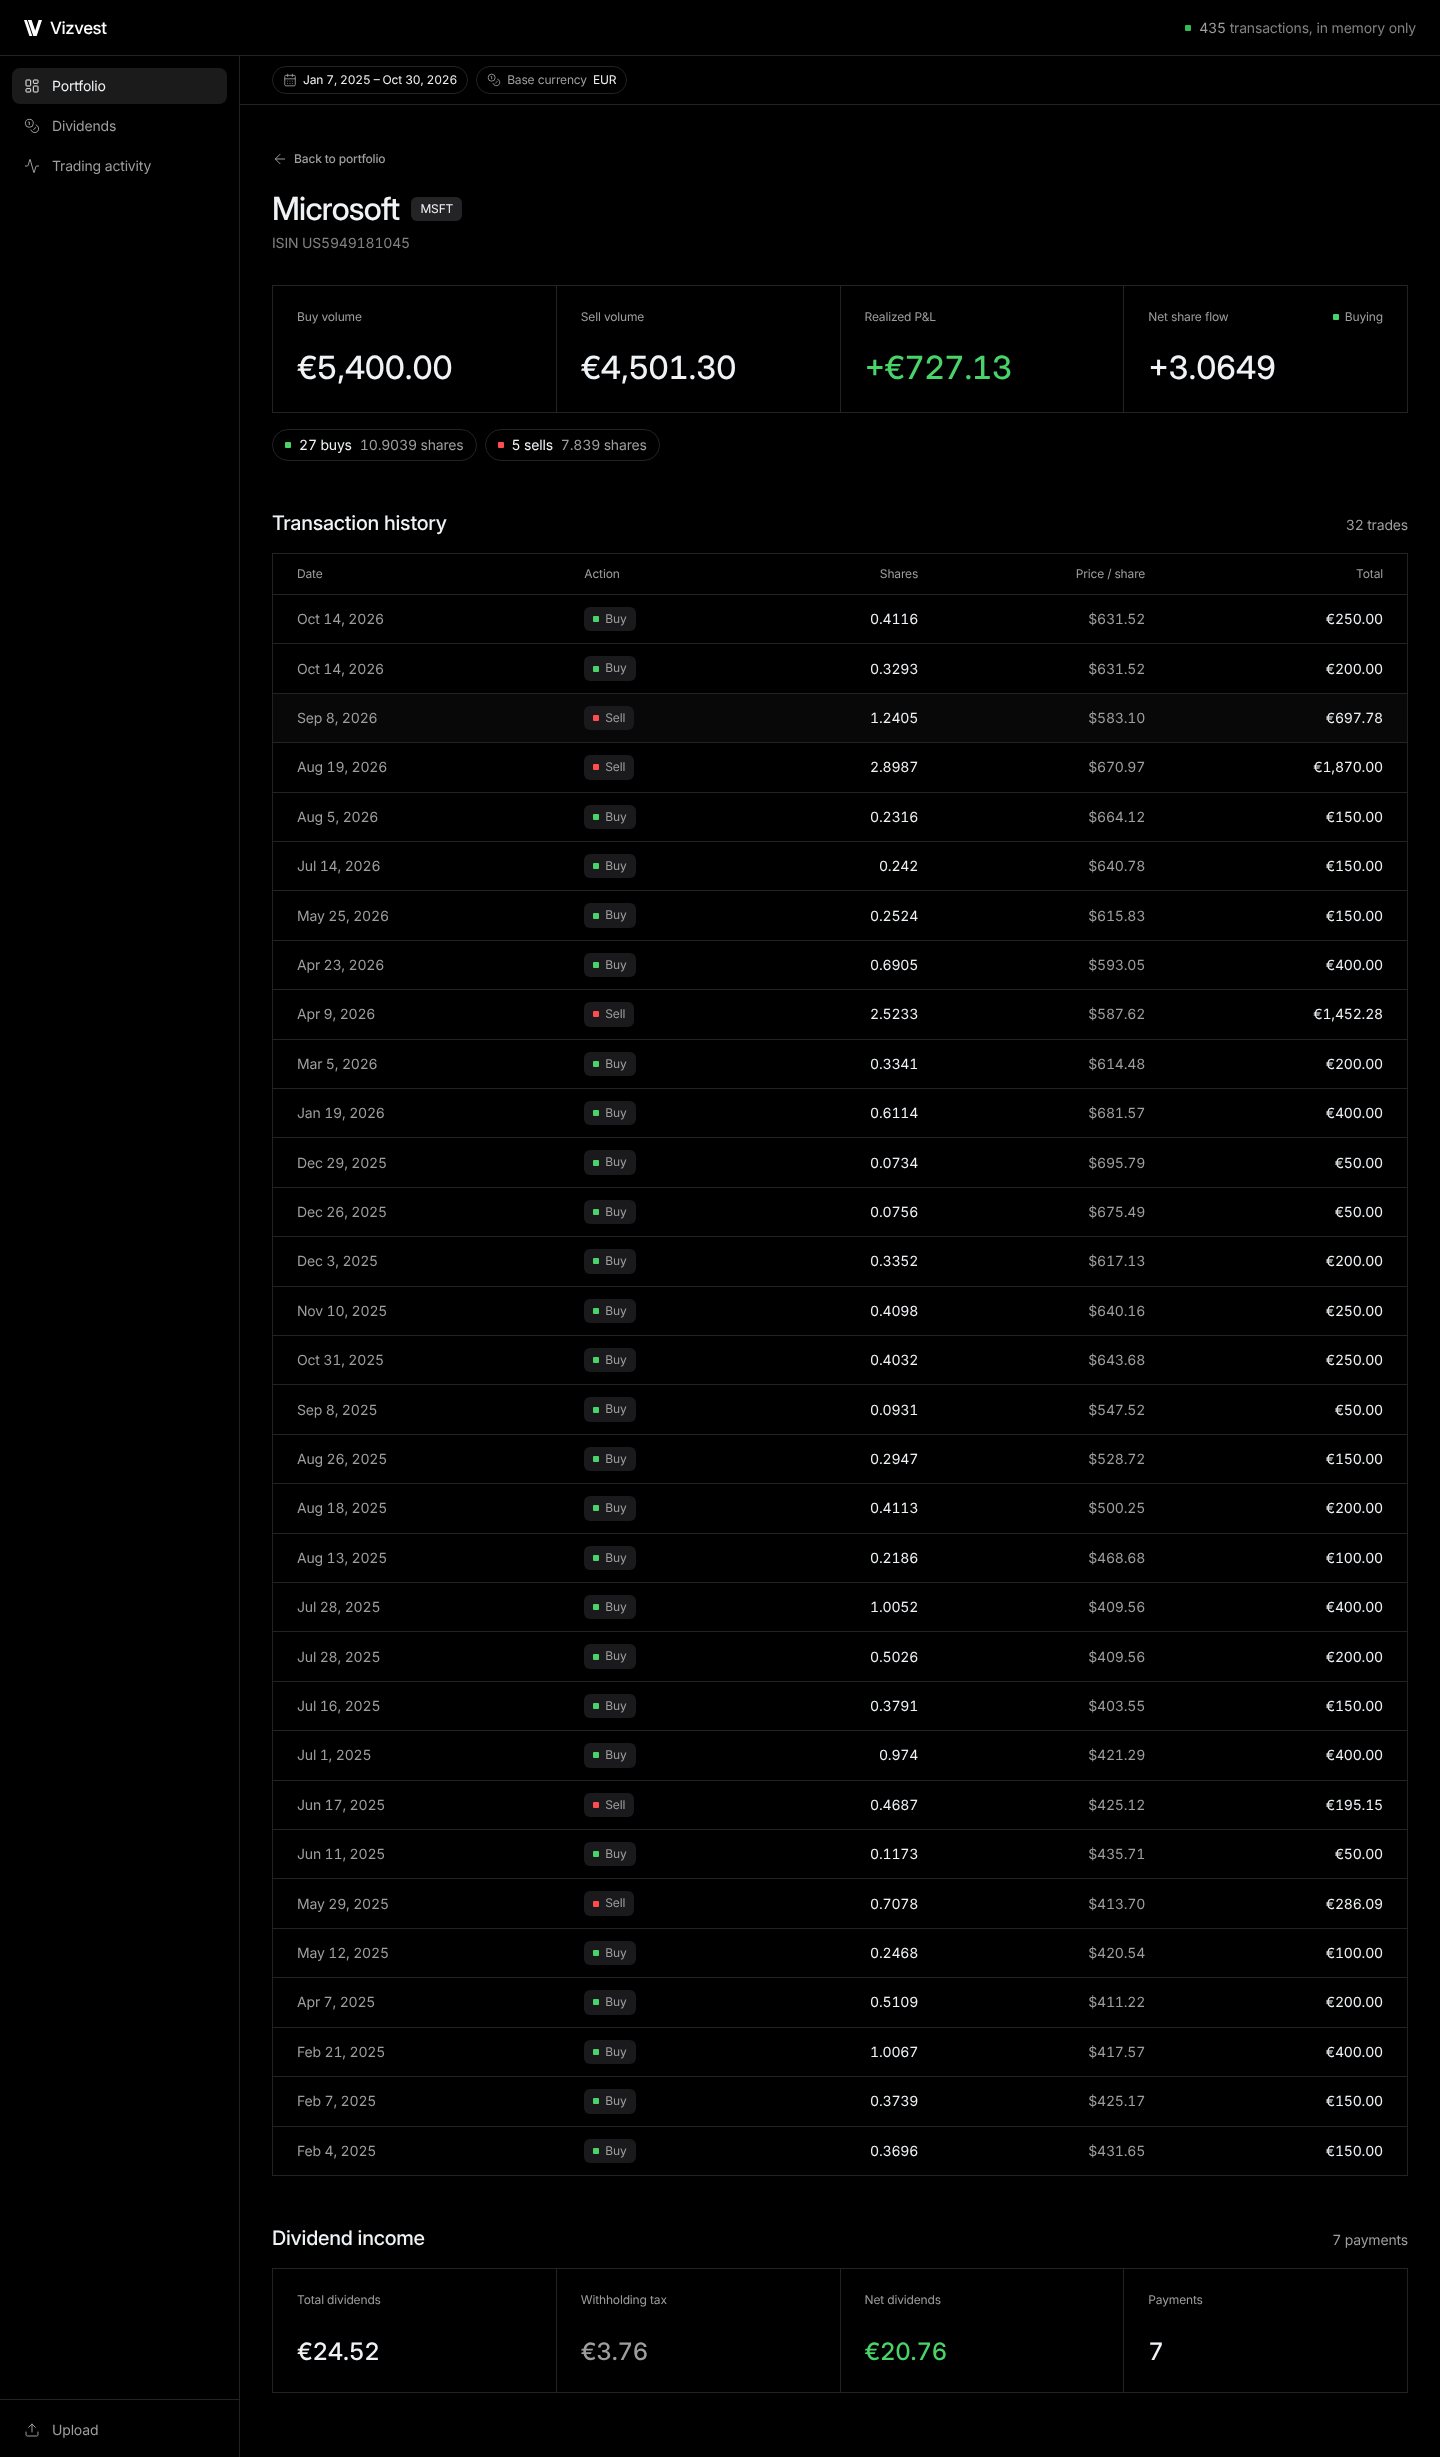 Vizvest
435 transactions, in memory only
Portfolio
Dividends
Trading activity
Jan 7, 2025 – Oct 30, 2026 Base currency EUR
Back to portfolio
Microsoft MSFT
ISIN US5949181045
Buy volume Sell volume Realized P&L Net share flow Buying
€5,400.00 €4,501.30 +€727.13 +3.0649
27 buys 10.9039 shares 5 sells 7.839 shares
Transaction history 32 trades
Date Action Shares Price / share Total
Oct 14, 2026 Buy 0.4116 $631.52 €250.00
Oct 14, 2026 Buy 0.3293 $631.52 €200.00
Sep 8, 2026 Sell 1.2405 $583.10 €697.78
Aug 19, 2026 Sell 2.8987 $670.97 €1,870.00
Aug 5, 2026 Buy 0.2316 $664.12 €150.00
Jul 14, 2026 Buy 0.242 $640.78 €150.00
May 25, 2026 Buy 0.2524 $615.83 €150.00
Apr 23, 2026 Buy 0.6905 $593.05 €400.00
Apr 9, 2026 Sell 2.5233 $587.62 €1,452.28
Mar 5, 2026 Buy 0.3341 $614.48 €200.00
Jan 19, 2026 Buy 0.6114 $681.57 €400.00
Dec 29, 2025 Buy 0.0734 $695.79 €50.00
Dec 26, 2025 Buy 0.0756 $675.49 €50.00
Dec 3, 2025 Buy 0.3352 $617.13 €200.00
Nov 10, 2025 Buy 0.4098 $640.16 €250.00
Oct 31, 2025 Buy 0.4032 $643.68 €250.00
Sep 8, 2025 Buy 0.0931 $547.52 €50.00
Aug 26, 2025 Buy 0.2947 $528.72 €150.00
Aug 18, 2025 Buy 0.4113 $500.25 €200.00
Aug 13, 2025 Buy 0.2186 $468.68 €100.00
Jul 28, 2025 Buy 1.0052 $409.56 €400.00
Jul 28, 2025 Buy 0.5026 $409.56 €200.00
Jul 16, 2025 Buy 0.3791 $403.55 €150.00
Jul 1, 2025 Buy 0.974 $421.29 €400.00
Jun 17, 2025 Sell 0.4687 $425.12 €195.15
Jun 11, 2025 Buy 0.1173 $435.71 €50.00
May 29, 2025 Sell 0.7078 $413.70 €286.09
May 12, 2025 Buy 0.2468 $420.54 €100.00
Apr 7, 2025 Buy 0.5109 $411.22 €200.00
Feb 21, 2025 Buy 1.0067 $417.57 €400.00
Feb 7, 2025 Buy 0.3739 $425.17 €150.00
Feb 4, 2025 Buy 0.3696 $431.65 €150.00
Dividend income 7 payments
Total dividends Withholding tax Net dividends Payments
€24.52 €3.76 €20.76 7
Upload